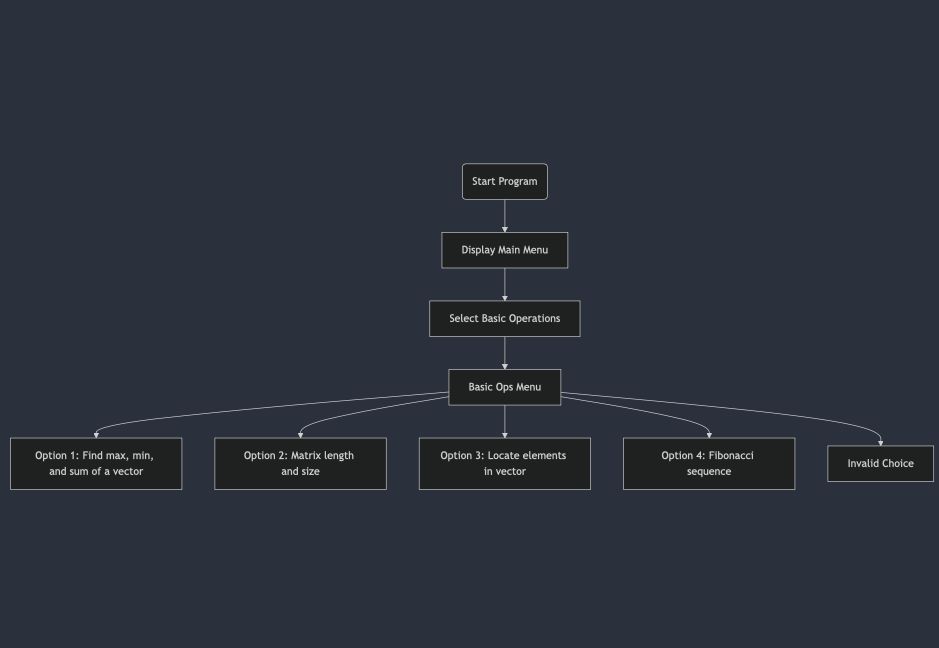 Start Program
Display Main Menu
Select Basic Operations
Basic Ops Menu
Option 1: Find max, min,
and sum of a vector
Option 2: Matrix length
and size
Option 3: Locate elements
in vector
Option 4: Fibonacci
sequence
Invalid Choice